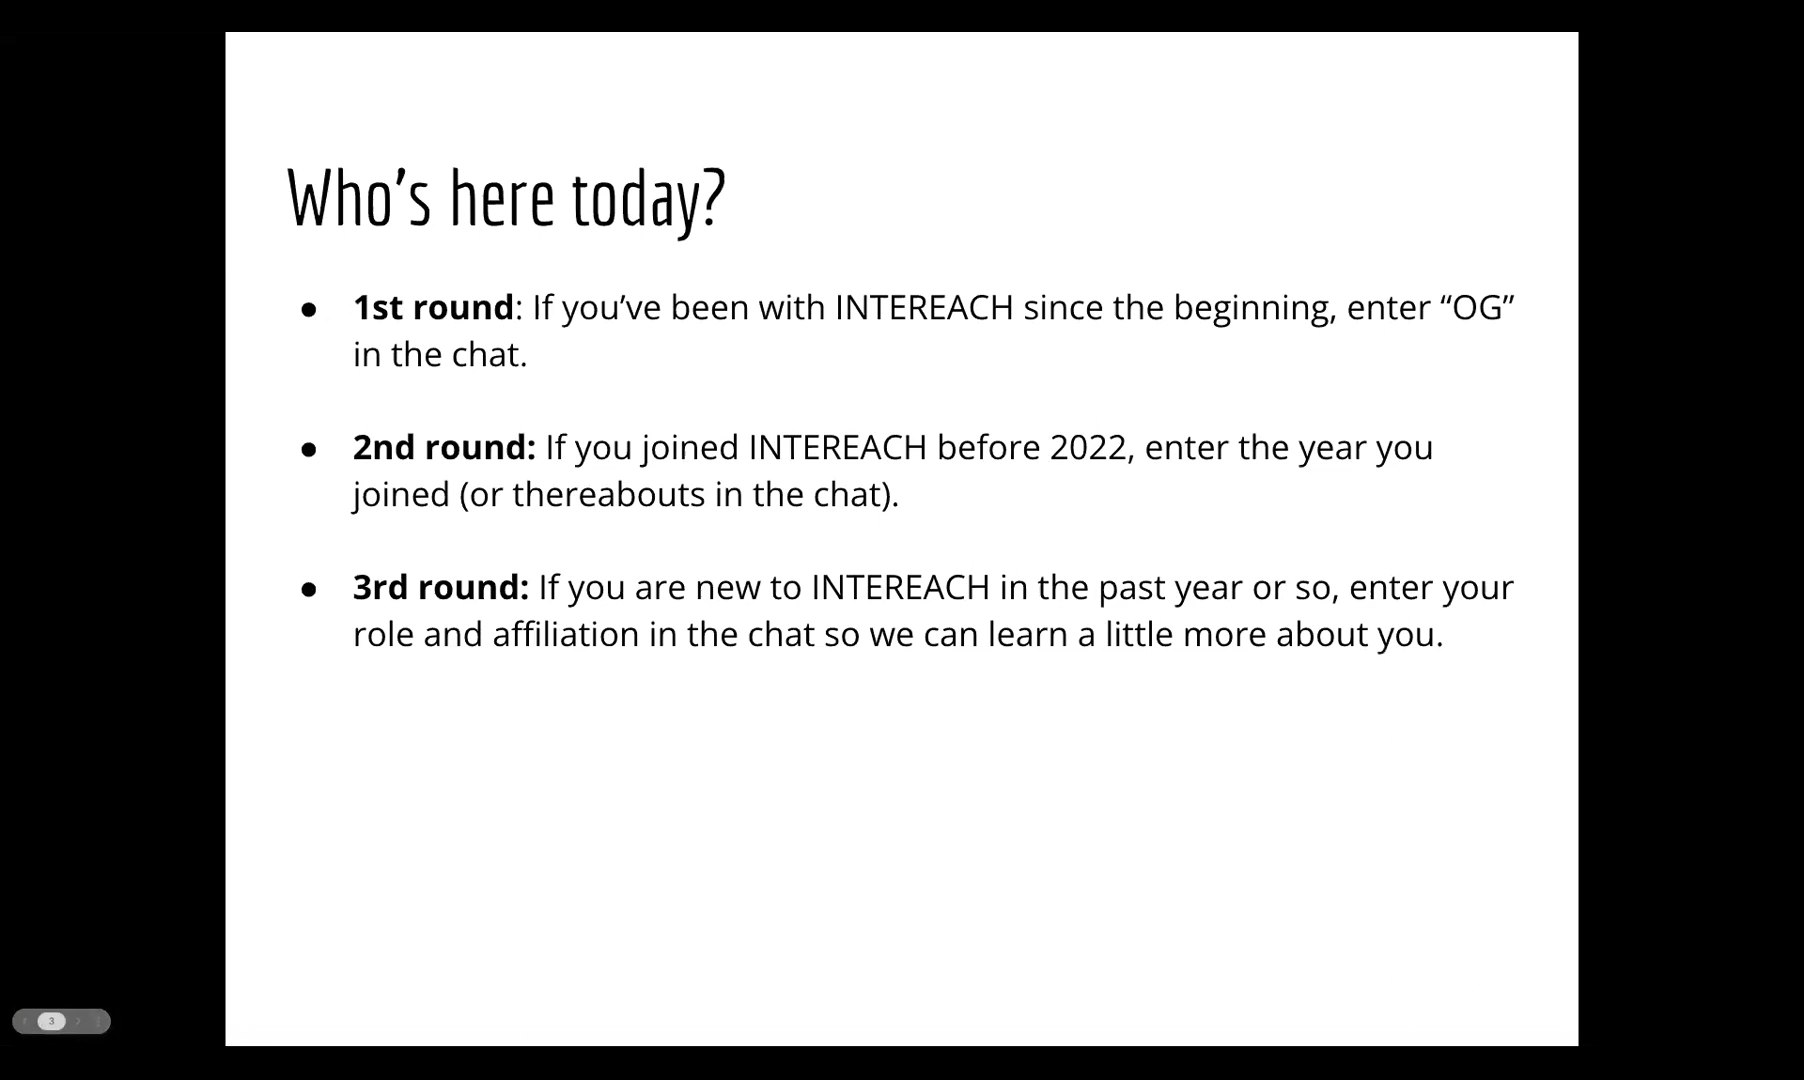 Who’s here today?
● 1st round: If you’ve been with INTEREACH since the beginning, enter “OG”
in the chat.
● 2nd round: If you joined INTEREACH before 2022, enter the year you
joined (or thereabouts in the chat).
● 3rd round: If you are new to INTEREACH in the past year or so, enter your
role and affiliation in the chat so we can learn a little more about you.
3